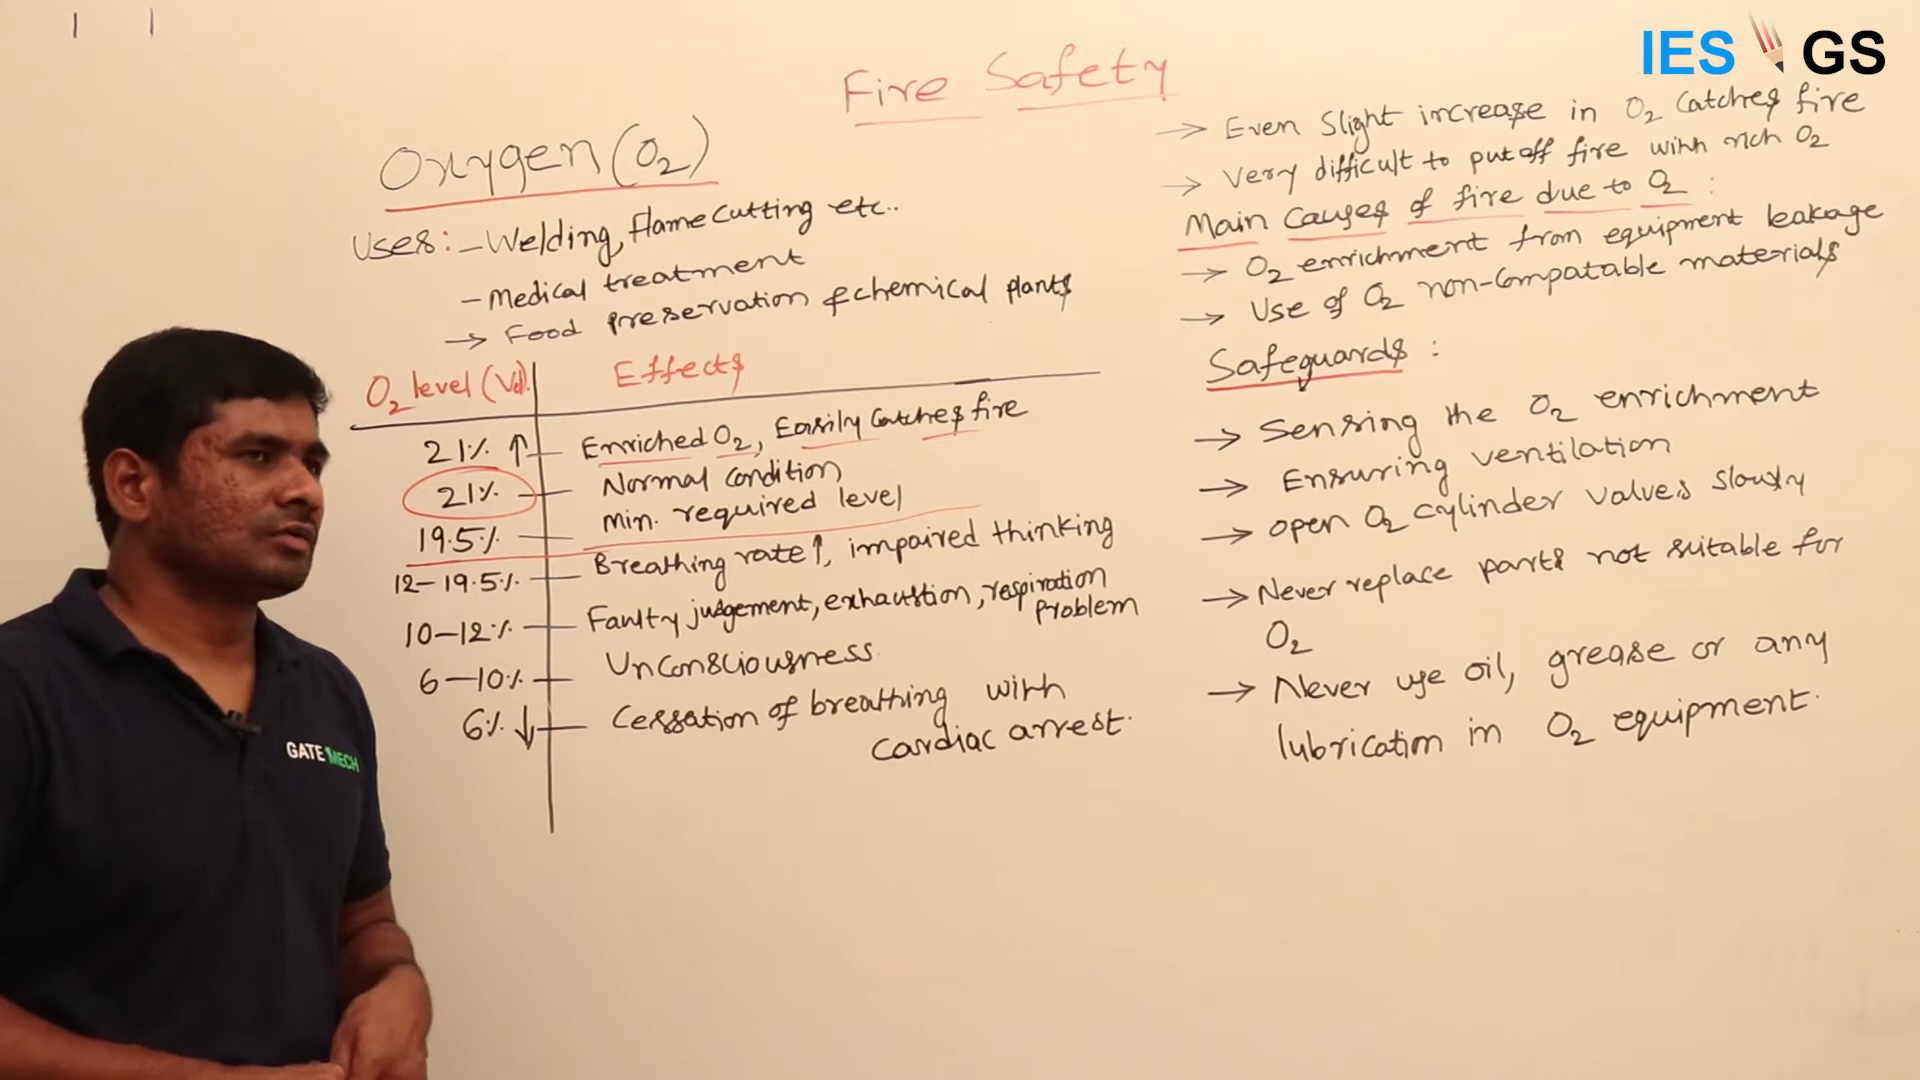 IES GS
Fire Safety
Oxygen (O2)
Uses: - Welding, flame cutting etc..
- Medical treatment
→ Food preservation & chemical plants
O2 level (Vol). Effects
21% ↑ Enriched O2, Easily catches fire
21% Normal condition
19.5% min. required level
12-19.5% Breathing rate↑, impaired thinking
10-12% Faulty judgement, exhaustion, respiration problem
6-10% Unconsciousness
6% ↓ Cessation of breathing with
cardiac arrest.
→ Even slight increase in O2 catches fire
→ Very difficult to put off fire with rich O2
Main causes of fire due to O2 :
→ O2 enrichment from equipment leakage
→ Use of O2 non-compatable materials
Safeguards :
→ Sensing the O2 enrichment
→ Ensuring ventilation
→ open O2 cylinder valves slowly
→ Never replace parts not suitable for
O2
→ Never use oil, grease or any
lubrication in O2 equipment.
GATE MECH